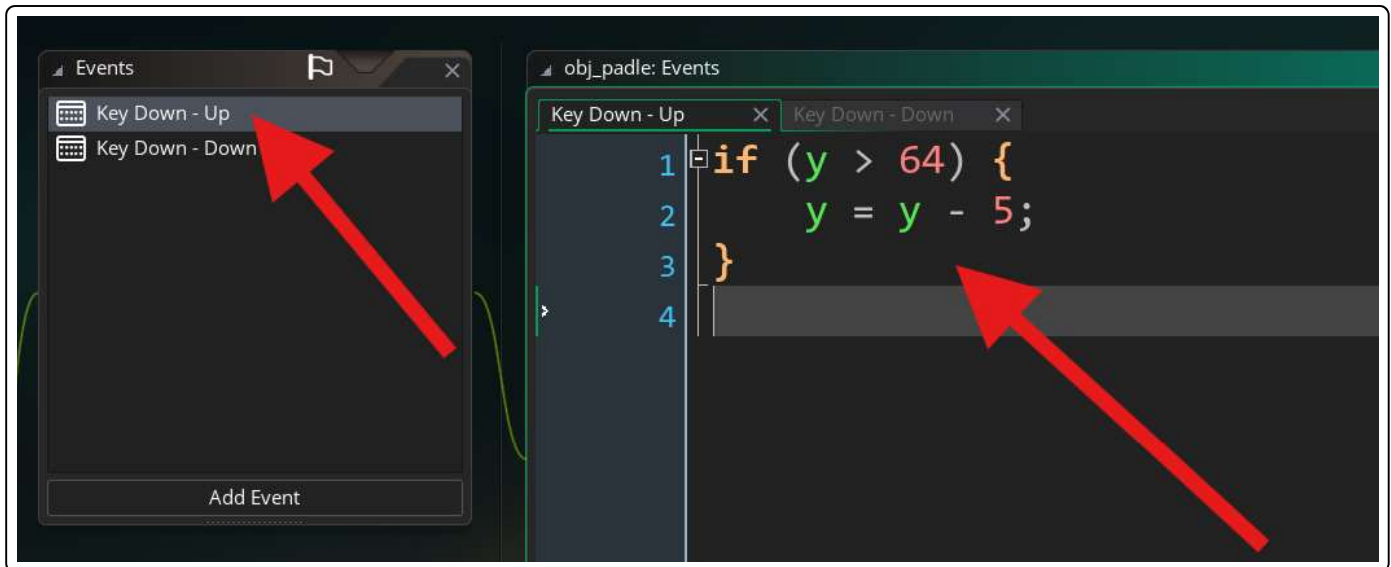 Events
Key Down - Up
Key Down - Down
Add Event
obj_padle: Events
Key Down - Up
Key Down - Down
1 if (y > 64) {
2 y = y - 5;
3 }
4